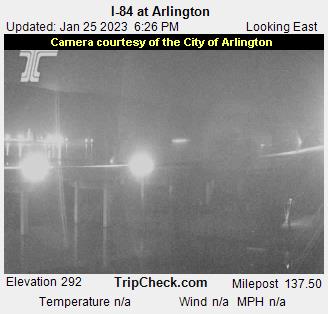 I-84 at Arlington
Updated: Jan 25 2023 6:26 PM Looking East
Camera courtesy of the City of Arlington
Elevation 292 TripCheck.com Milepost 137.50
Temperature n/a Wind n/a MPH n/a